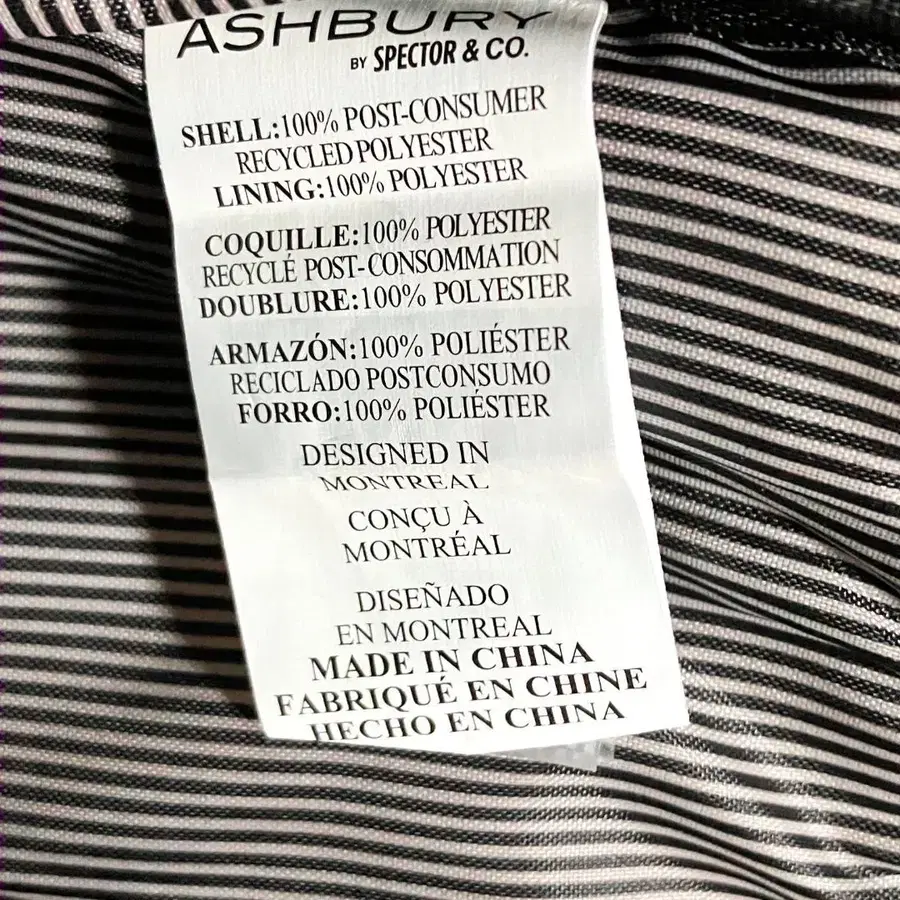 ASHBURY
BY SPECTOR & CO.
SHELL:100% POST-CONSUMER
RECYCLED POLYESTER
LINING:100% POLYESTER
COQUILLE:100% POLYESTER
RECYCLÉ POST-CONSOMMATION
DOUBLURE:100% POLYESTER
ARMAZÓN:100% POLIÉSTER
RECICLADO POSTCONSUMO
FORRO:100% POLIÉSTER
DESIGNED IN
MONTREAL
CONÇU À
MONTRÉAL
DISEÑADO
EN MONTREAL
MADE IN CHINA
FABRIQUÉ EN CHINE
HECHO EN CHINA